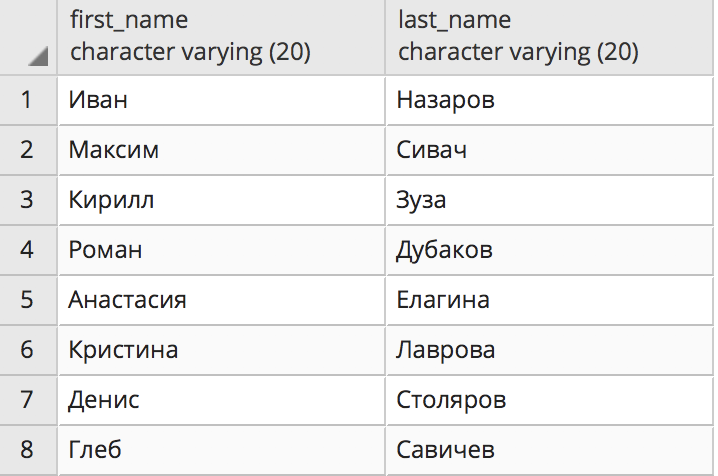 first_name last_name
character varying (20) character varying (20)
1 Иван Назаров
2 Максим Сивач
3 Кирилл Зуза
4 Роман Дубаков
5 Анастасия Елагина
6 Кристина Лаврова
7 Денис Столяров
8 Глеб Савичев